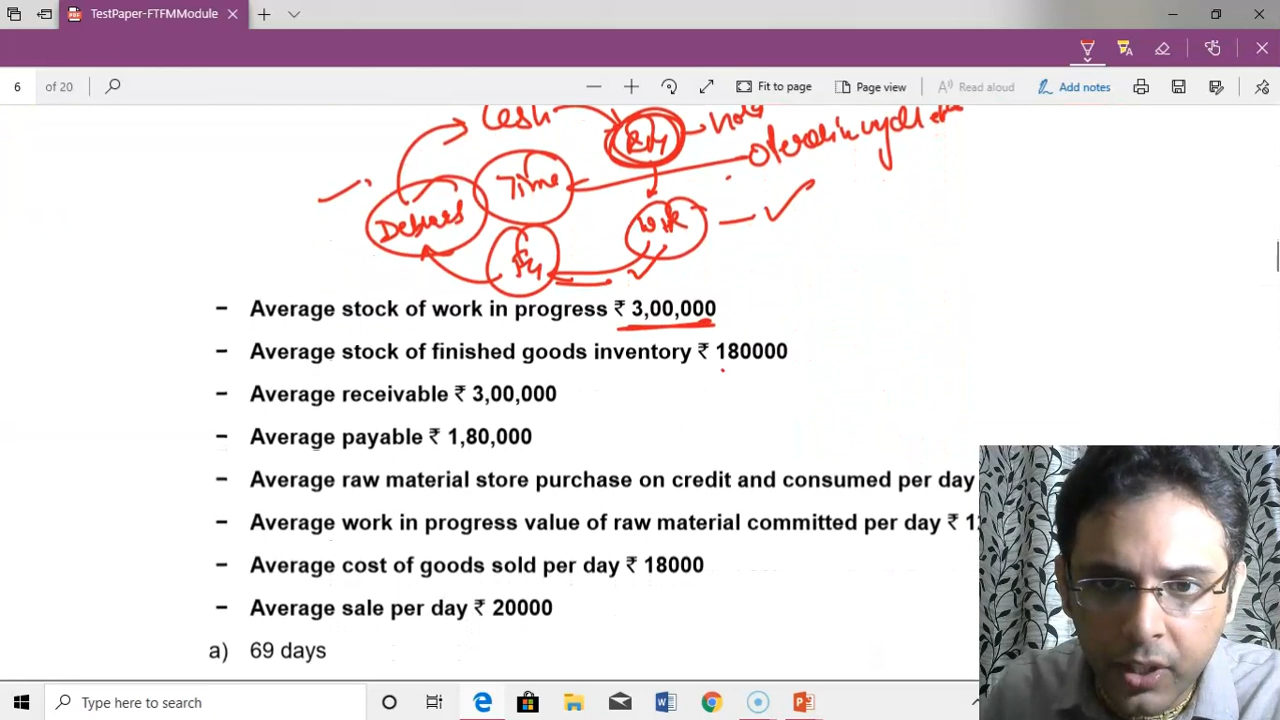 TestPaper-FTFMModule
6 of 20
Fit to page
Page view
Read aloud
Add notes
Cash
RM
Time
Debtors
WIP
FG
- Average stock of work in progress ₹ 3,00,000
- Average stock of finished goods inventory ₹ 180000
- Average receivable ₹ 3,00,000
- Average payable ₹ 1,80,000
- Average raw material store purchase on credit and consumed per day
- Average work in progress value of raw material committed per day ₹
- Average cost of goods sold per day ₹ 18000
- Average sale per day ₹ 20000
a) 69 days
Type here to search